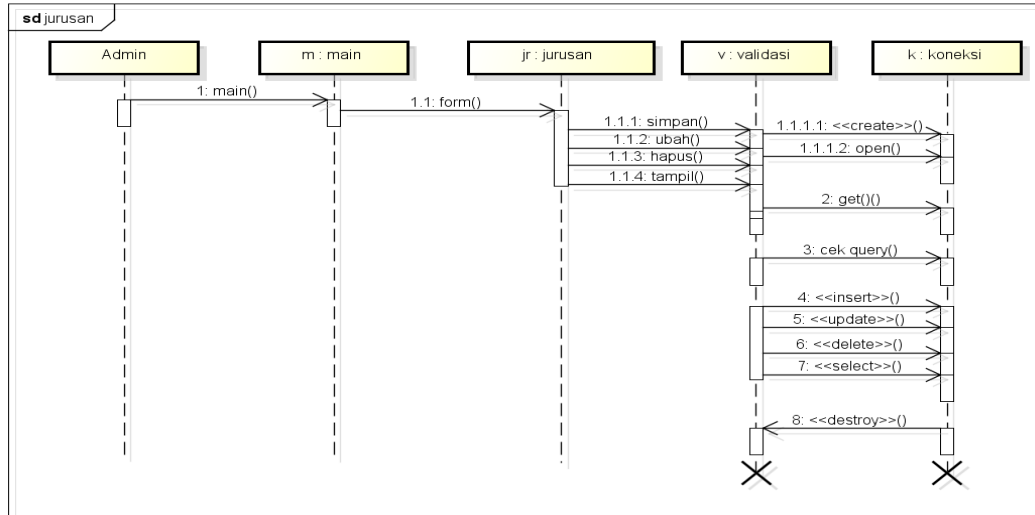 sd jurusan
Admin
m : main
jr : jurusan
v : validasi
k : koneksi
1: main()
1.1: form()
1.1.1: simpan()
1.1.1.1: <<create>>()
1.1.2: ubah()
1.1.1.2: open()
1.1.3: hapus()
1.1.4: tampil()
2: get()()
3: cek query()
4: <<insert>>()
5: <<update>>()
6: <<delete>>()
7: <<select>>()
8: <<destroy>>()